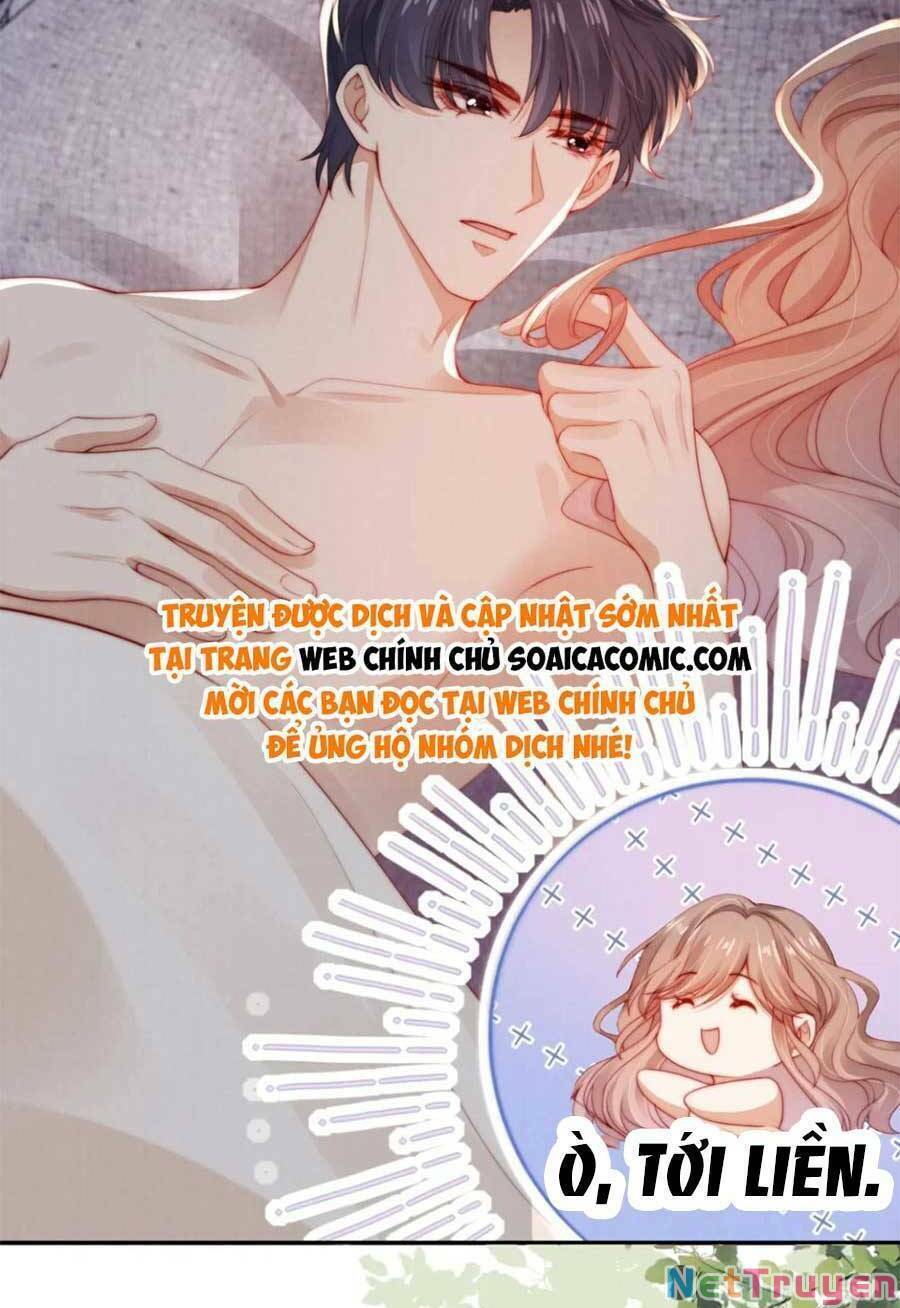 TRUYỆN ĐƯỢC DỊCH VÀ CẬP NHẬT SỚM NHẤT
TẠI TRANG WEB CHÍNH CHỦ SOAICACOMIC.COM
MỜI CÁC BẠN ĐỌC TẠI WEB CHÍNH CHỦ
ĐỂ ỦNG HỘ NHÓM DỊCH NHÉ!
Ò, TỚI LIỀN.
NetTruyen